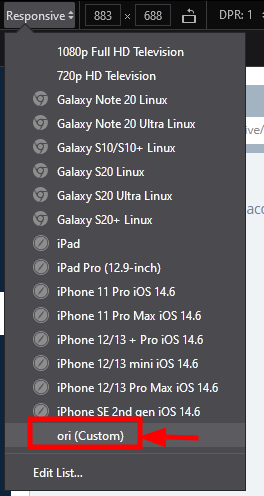 Responsive 883 × 688 DPR: 1
1080p Full HD Television
720p HD Television
Galaxy Note 20 Linux
Galaxy Note 20 Ultra Linux
Galaxy S10/S10+ Linux
Galaxy S20 Linux
Galaxy S20 Ultra Linux
Galaxy S20+ Linux
iPad
iPad Pro (12.9-inch)
iPhone 11 Pro iOS 14.6
iPhone 11 Pro Max iOS 14.6
iPhone 12/13 + Pro iOS 14.6
iPhone 12/13 mini iOS 14.6
iPhone 12/13 Pro Max iOS 14.6
iPhone SE 2nd gen iOS 14.6
ori (Custom)
Edit List...